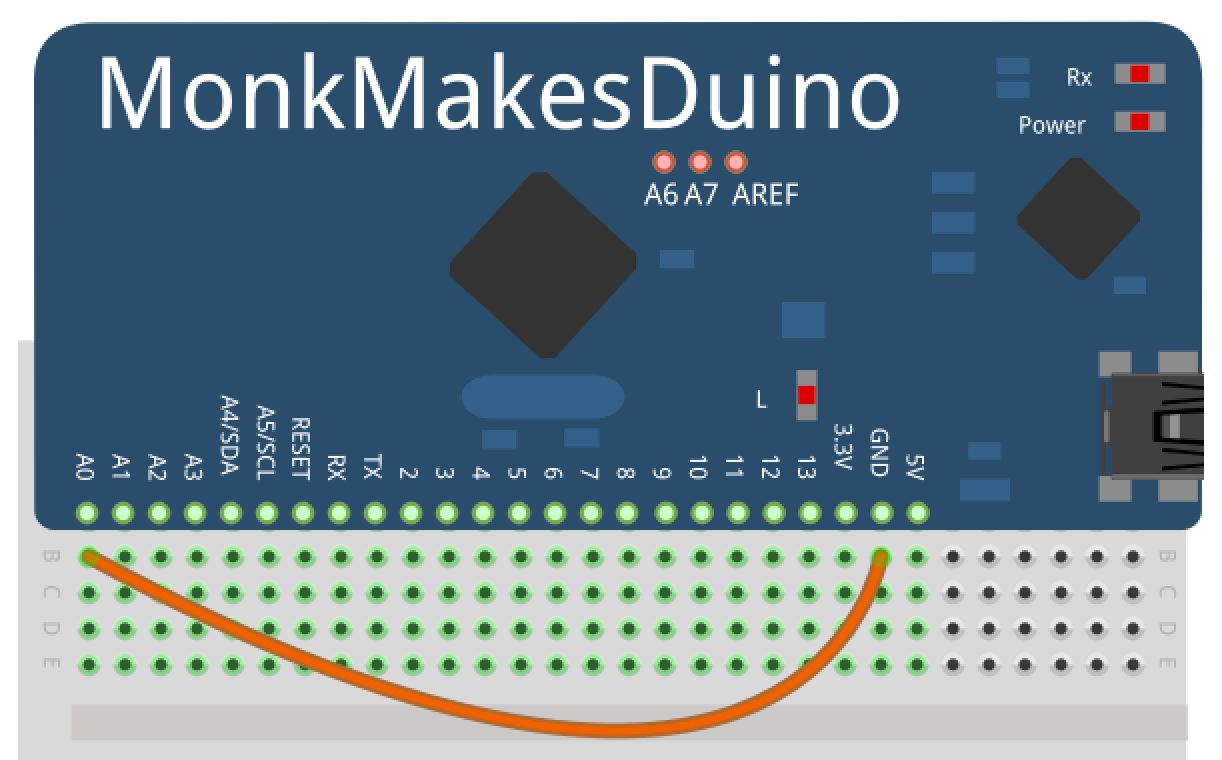 MonkMakesDuino
Rx
Power
A6 A7 AREF
L
A0 A1 A2 A3 A4/SDA A5/SCL RESET RX TX 2 3 4 5 6 7 8 9 10 11 12 13 3.3V GND 5V
B B
C C
D D
E E